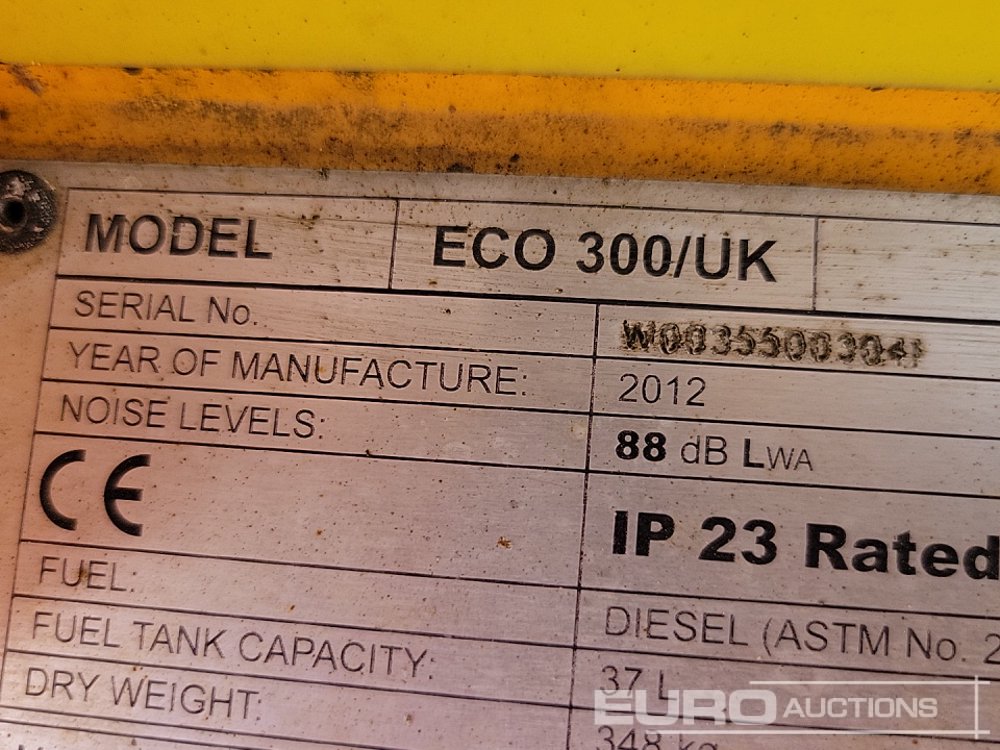 MODEL ECO 300/UK
SERIAL No. W0035500304
YEAR OF MANUFACTURE: 2012
NOISE LEVELS: 88 dB LWA
CE IP 23 Rated
FUEL: DIESEL (ASTM No. 2
FUEL TANK CAPACITY: 37 L
DRY WEIGHT: 348 kg
EURO AUCTIONS